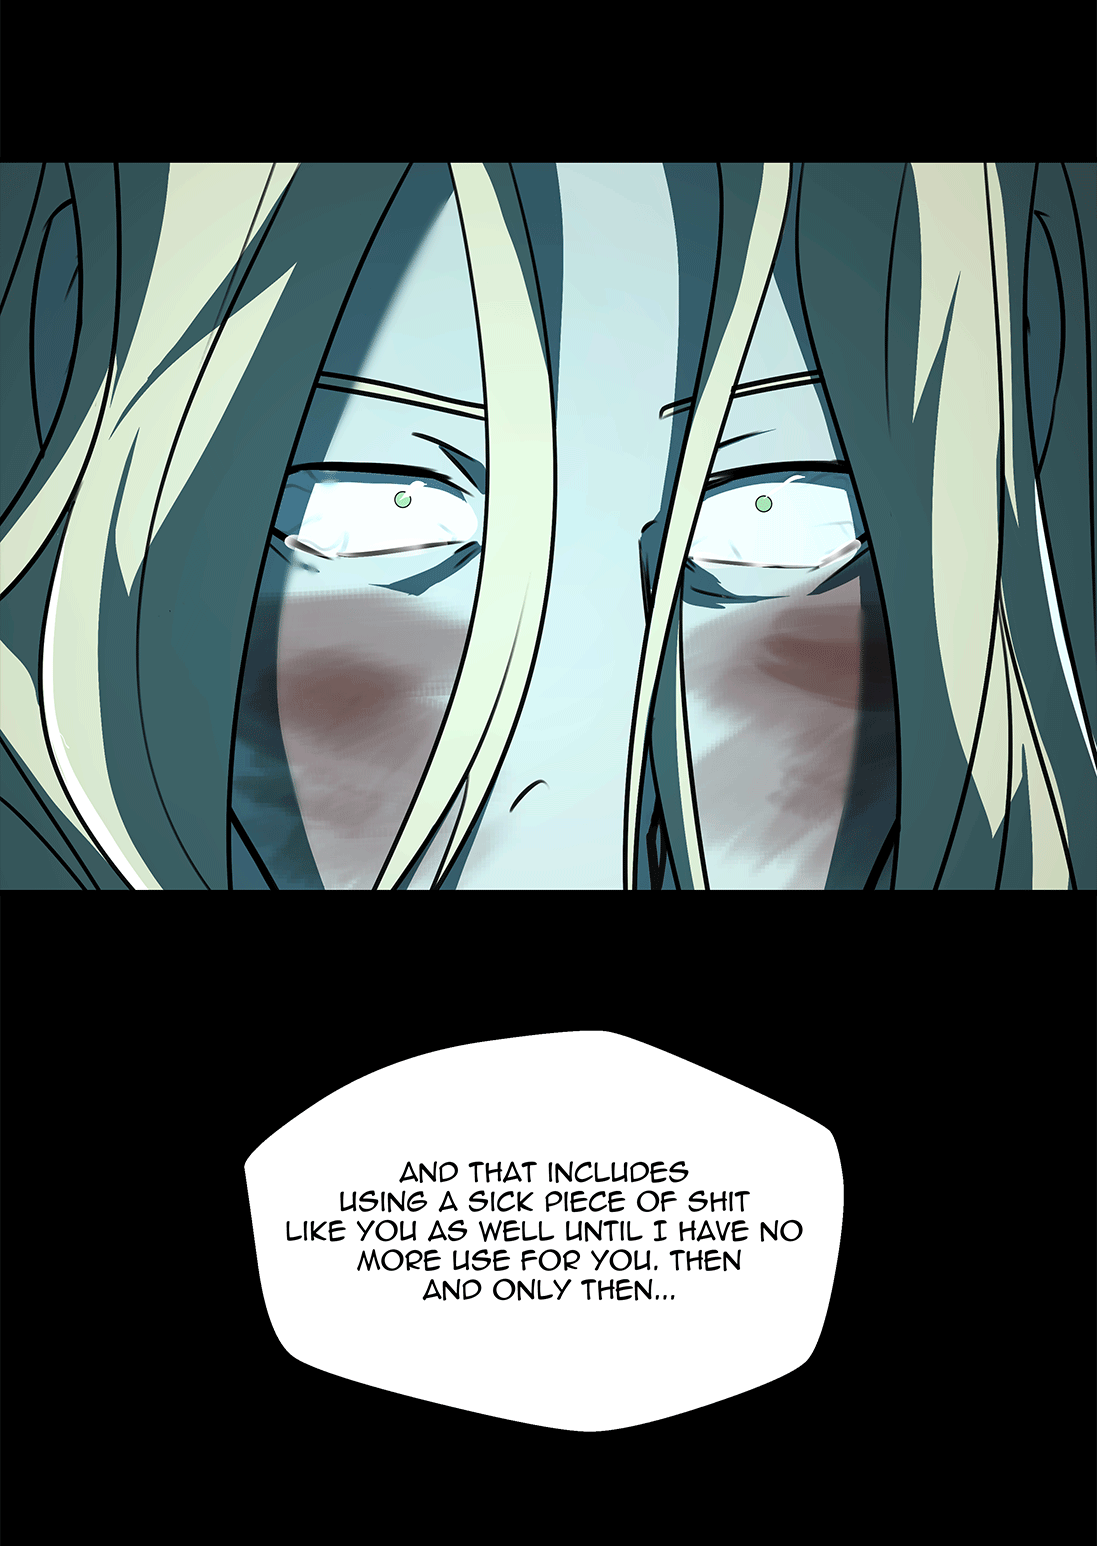 AND THAT INCLUDES
USING A SICK PIECE OF SHIT
LIKE YOU AS WELL UNTIL I HAVE NO
MORE USE FOR YOU. THEN
AND ONLY THEN...